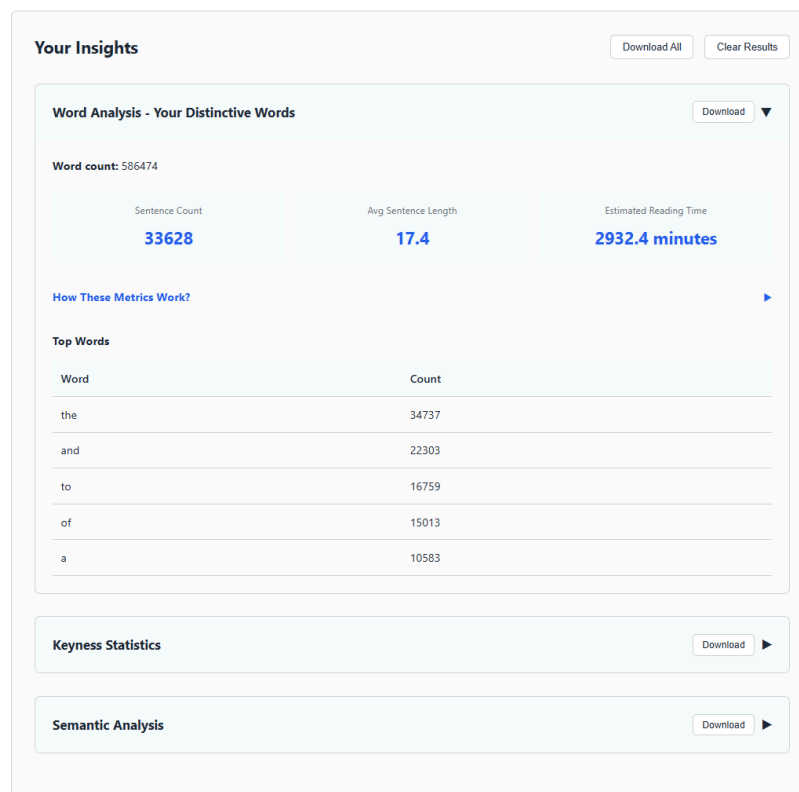 Your Insights
Download All
Clear Results
Word Analysis - Your Distinctive Words
Download
Word count: 586474
Sentence Count
Avg Sentence Length
Estimated Reading Time
33628
17.4
2932.4 minutes
How These Metrics Work?
Top Words
Word Count
the 34737
and 22303
to 16759
of 15013
a 10583
Keyness Statistics
Download
Semantic Analysis
Download